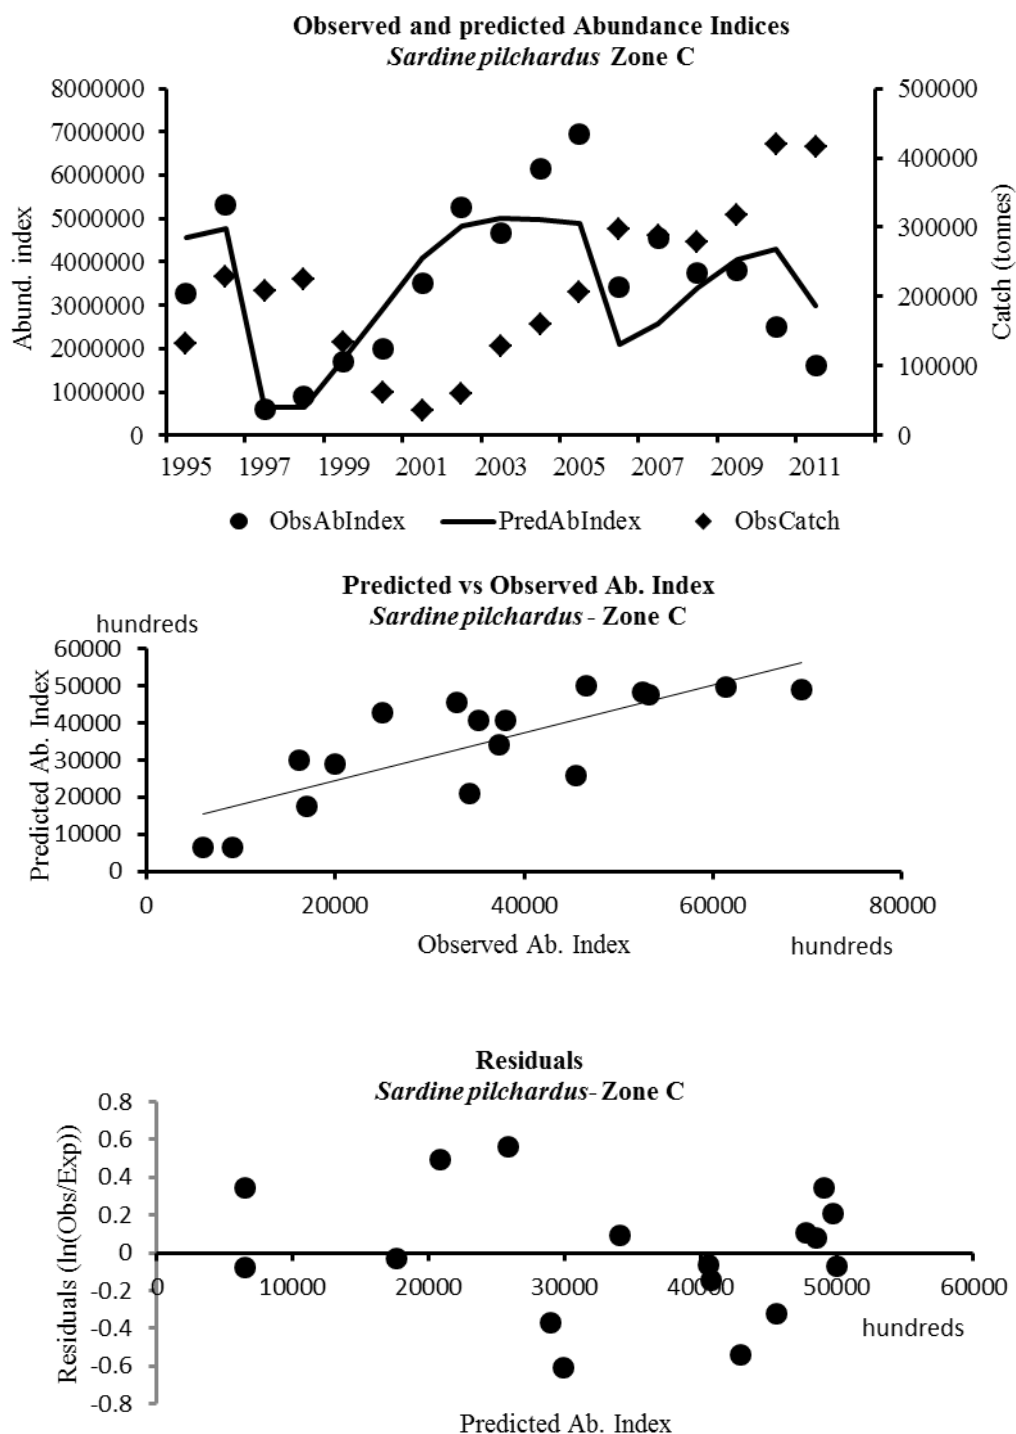 Observed and predicted Abundance Indices
Sardine pilchardus Zone C
8000000
7000000
6000000
5000000
4000000
3000000
2000000
1000000
0
Abund. index
500000
400000
300000
200000
100000
0
Catch (tonnes)
1995 1997 1999 2001 2003 2005 2007 2009 2011
ObsAbIndex PredAbIndex ObsCatch
Predicted vs Observed Ab. Index
Sardine pilchardus - Zone C
hundreds
60000
50000
40000
30000
20000
10000
0
Predicted Ab. Index
0 20000 40000 60000 80000
Observed Ab. Index hundreds
Residuals
Sardine pilchardus- Zone C
0.8
0.6
0.4
0.2
0
-0.2
-0.4
-0.6
-0.8
Residuals (ln(Obs/Exp))
0 10000 20000 30000 40000 50000 60000
hundreds
Predicted Ab. Index